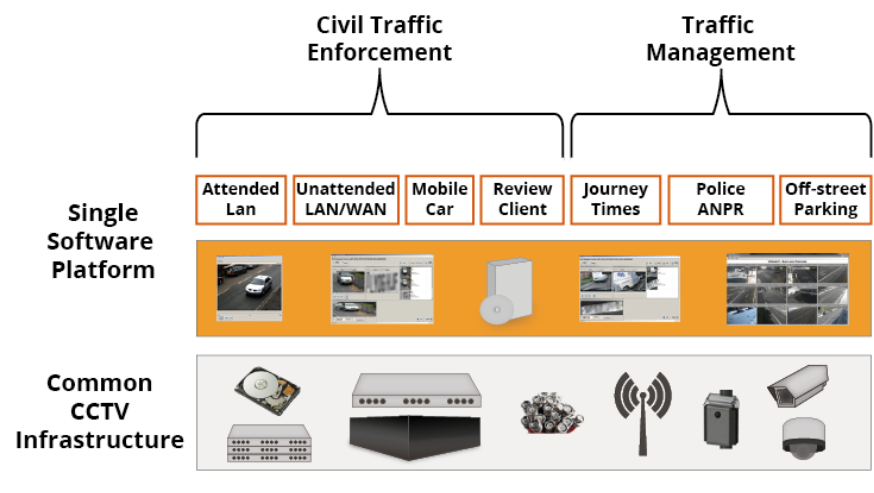 Civil Traffic
Enforcement
Traffic
Management
Attended
Lan
Unattended
LAN/WAN
Mobile
Car
Review
Client
Journey
Times
Police
ANPR
Off-street
Parking
Single
Software
Platform
Common
CCTV
Infrastructure